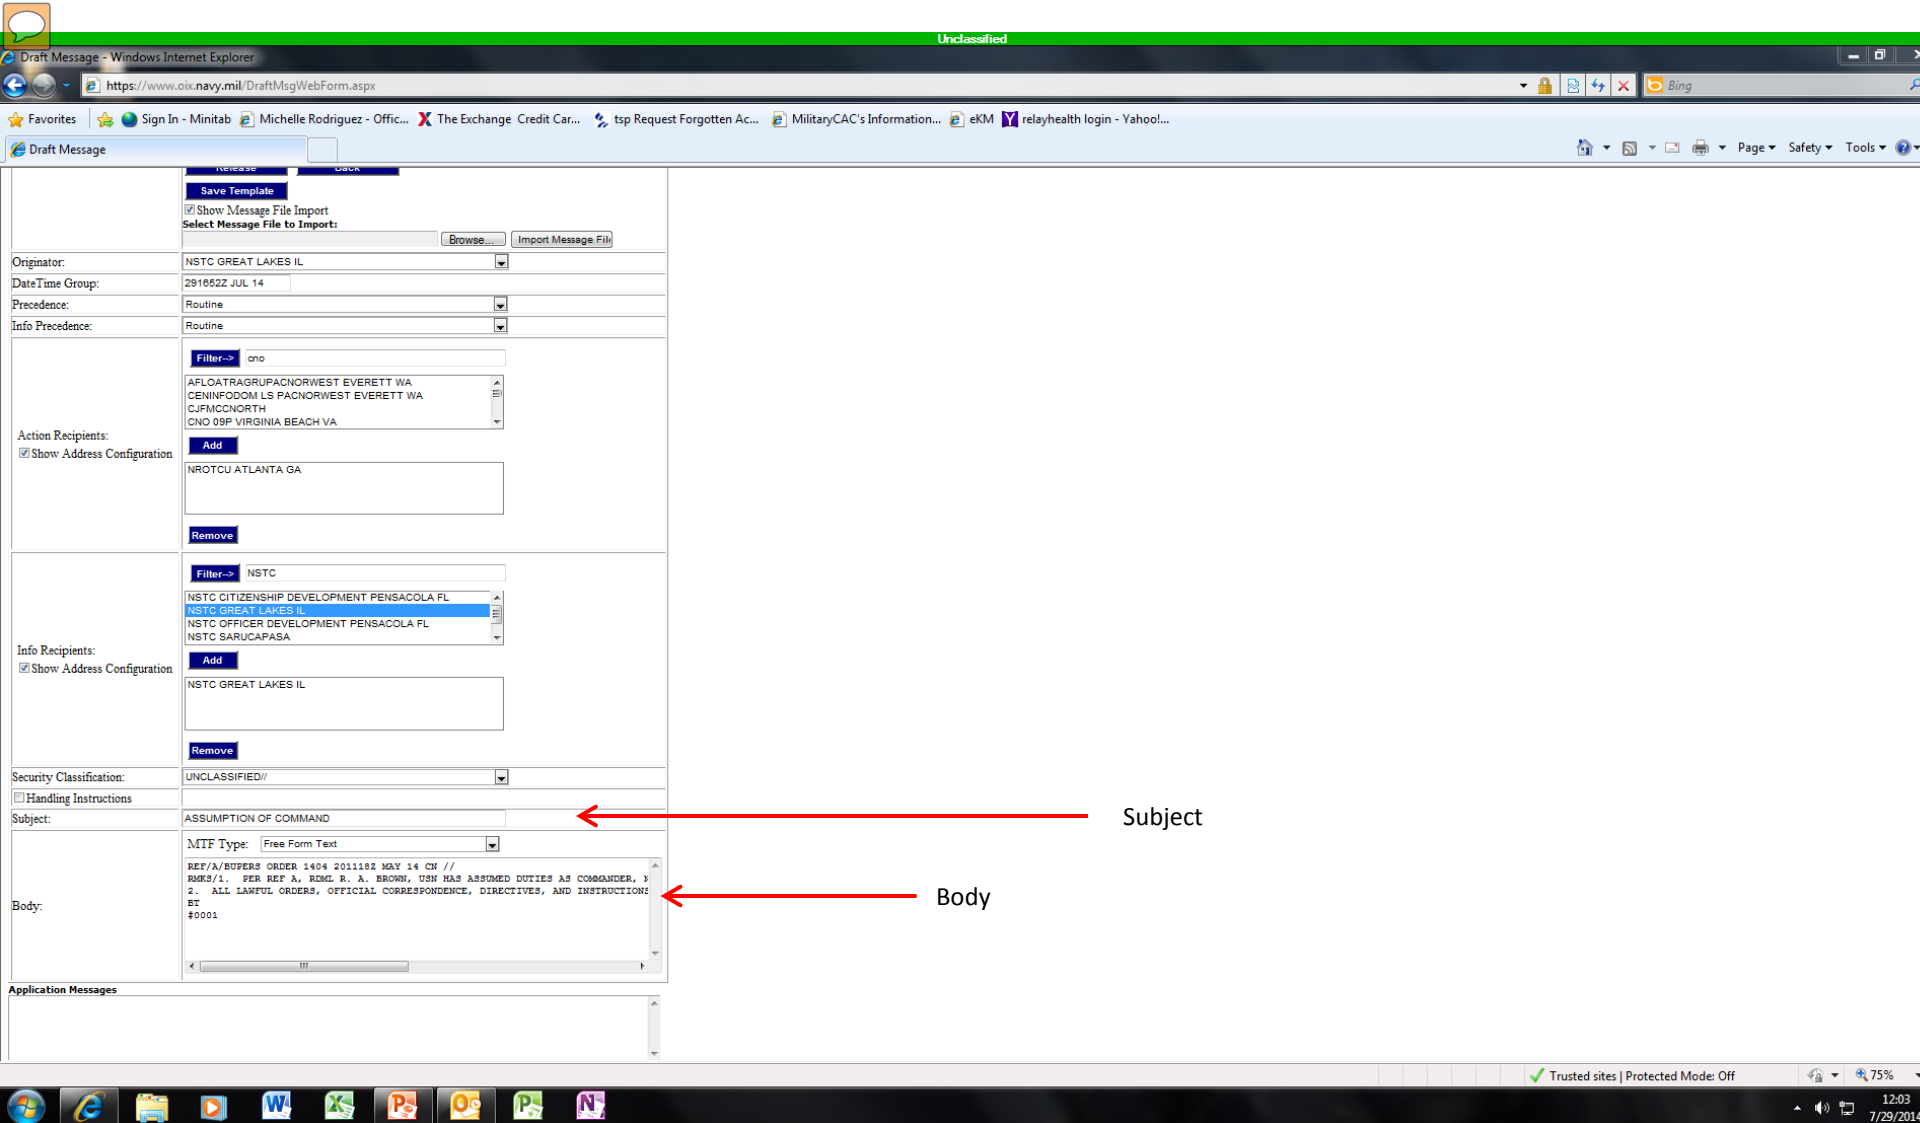 Unclassified
Draft Message - Windows Internet Explorer
https://www.oix.navy.mil/DraftMsgWebForm.aspx
Bing
Favorites Sign In - Minitab Michelle Rodriguez - Offic... The Exchange Credit Car... tsp Request Forgotten Ac... MilitaryCAC's Information... eKM relayhealth login - Yahoo!...
Draft Message
Page Safety Tools
Release Back
Save Template
Show Message File Import
Select Message File to Import:
Browse... Import Message Fil
Originator: NSTC GREAT LAKES IL
DateTime Group: 291652Z JUL 14
Precedence: Routine
Info Precedence: Routine
Filter--> cno
AFLOATRAGRUPACNORWEST EVERETT WA
CENINFODOM LS PACNORWEST EVERETT WA
CJFMCCNORTH
CNO 09P VIRGINIA BEACH VA
Action Recipients:
Show Address Configuration
Add
NROTCU ATLANTA GA
Remove
Filter--> NSTC
NSTC CITIZENSHIP DEVELOPMENT PENSACOLA FL
NSTC GREAT LAKES IL
NSTC OFFICER DEVELOPMENT PENSACOLA FL
NSTC SARUCAPASA
Info Recipients:
Show Address Configuration
Add
NSTC GREAT LAKES IL
Remove
Security Classification: UNCLASSIFIED//
Handling Instructions
Subject: ASSUMPTION OF COMMAND
Subject
MTF Type: Free Form Text
REF/A/BUPERS ORDER 1404 201118Z MAY 14 CN //
RMKS/1. PER REF A, RDML R. A. BROWN, USN HAS ASSUMED DUTIES AS COMMANDER, N
2. ALL LAWFUL ORDERS, OFFICIAL CORRESPONDENCE, DIRECTIVES, AND INSTRUCTIONS
BT
#0001
Body:
Body
Application Messages
Trusted sites | Protected Mode: Off
75%
12:03
7/29/2014